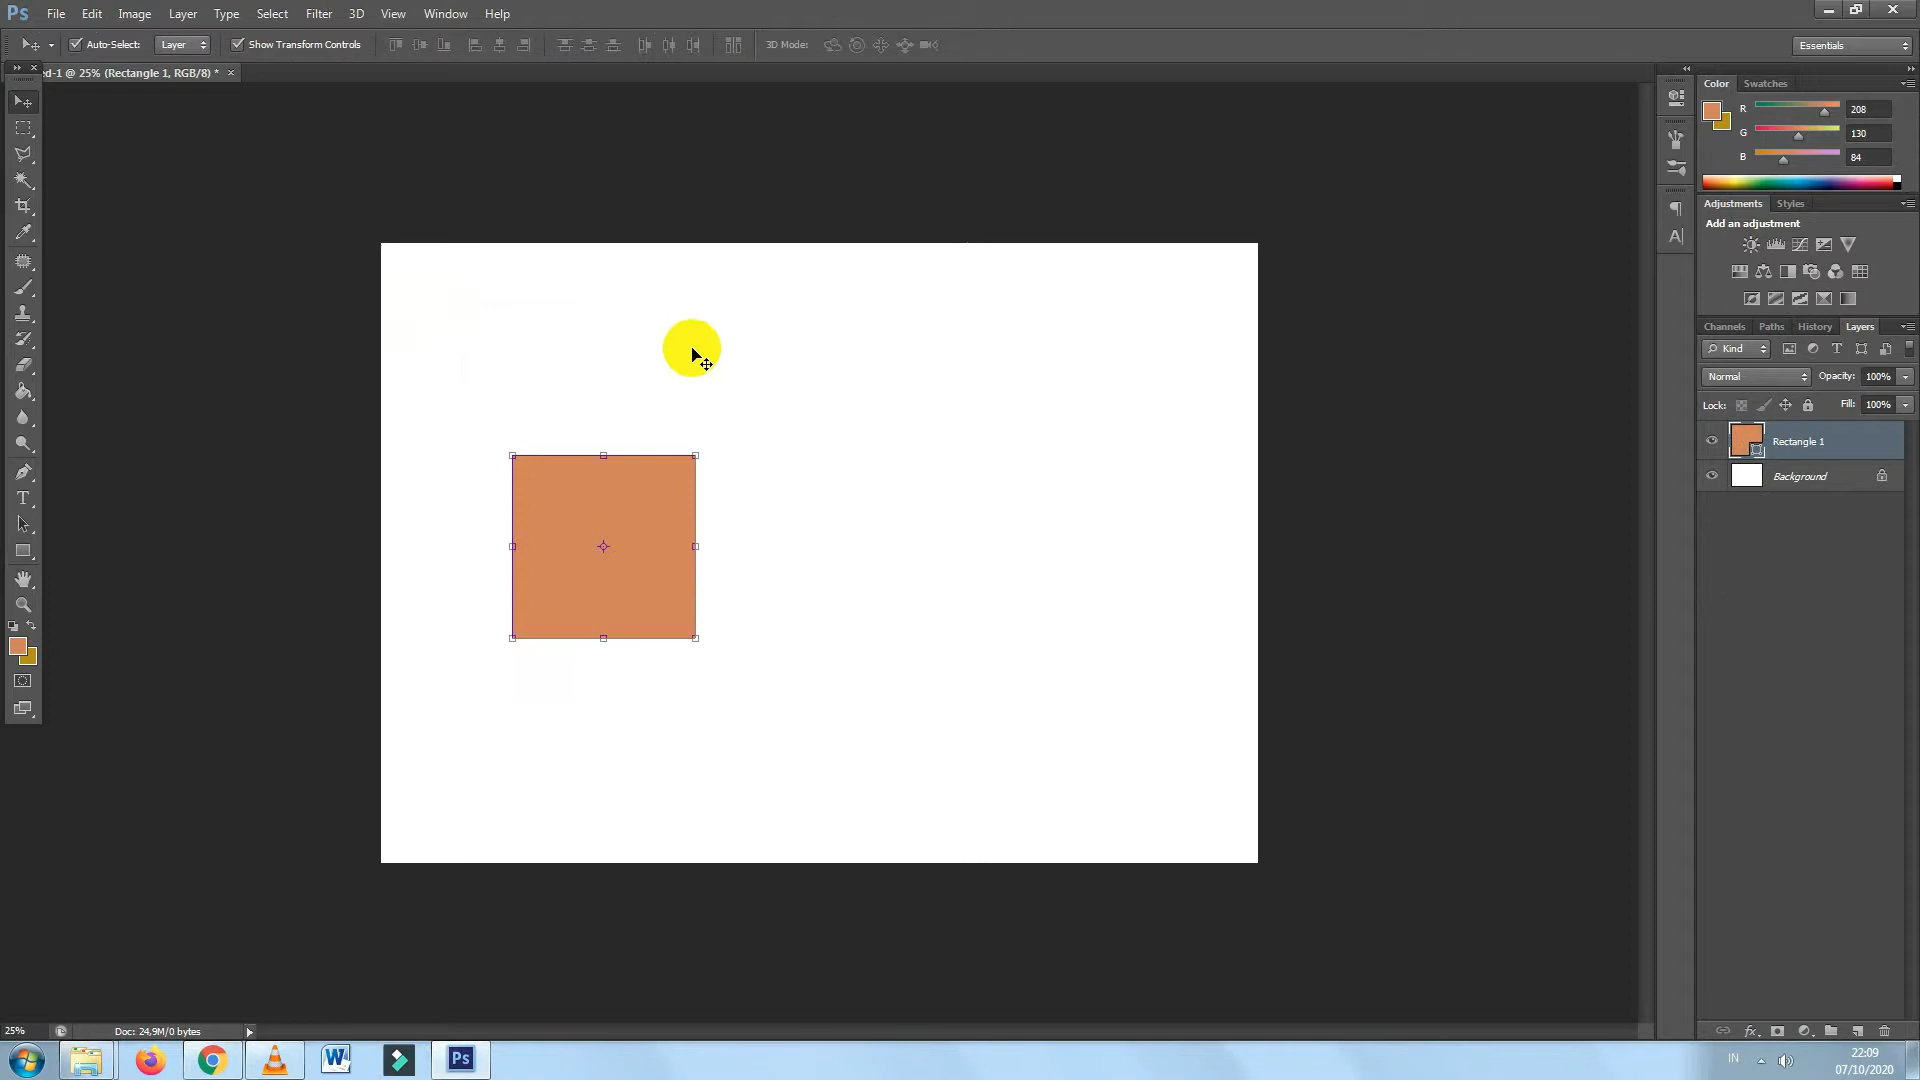 Ps File Edit Image Layer Type Select Filter 3D View Window Help
Auto-Select: Layer Show Transform Controls 3D Mode: Essentials
ed-1 @ 25% (Rectangle 1, RGB/8) * ×
Color Swatches
R 208
G 130
B 84
Adjustments Styles
Add an adjustment
Channels Paths History Layers
Kind
Normal Opacity: 100%
Lock: Fill: 100%
Rectangle 1
Background
25% Doc: 24,9M/0 bytes
Ps IN 22:09
07/10/2020